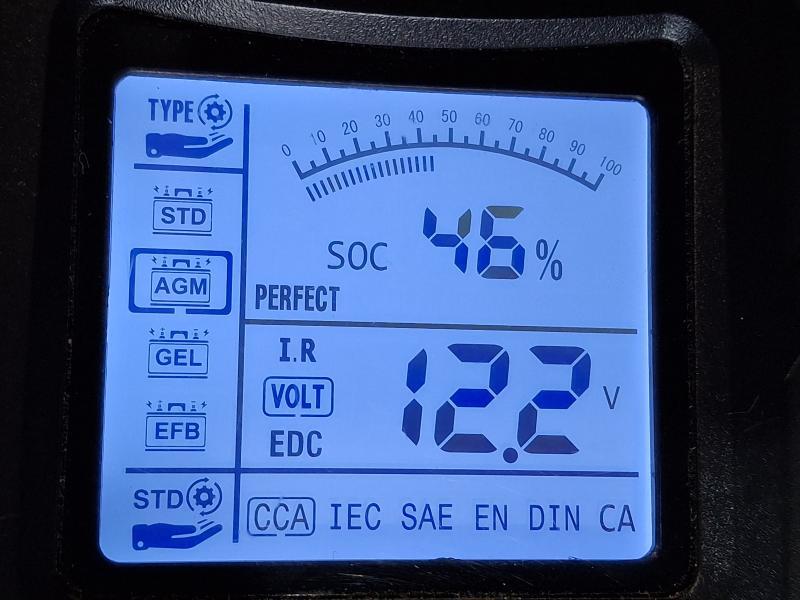 TYPE
0 10 20 30 40 50 60 70 80 90 100
STD
SOC 46 %
AGM
PERFECT
GEL
I.R
VOLT 12.2 V
EFB
EDC
STD
CCA IEC SAE EN DIN CA